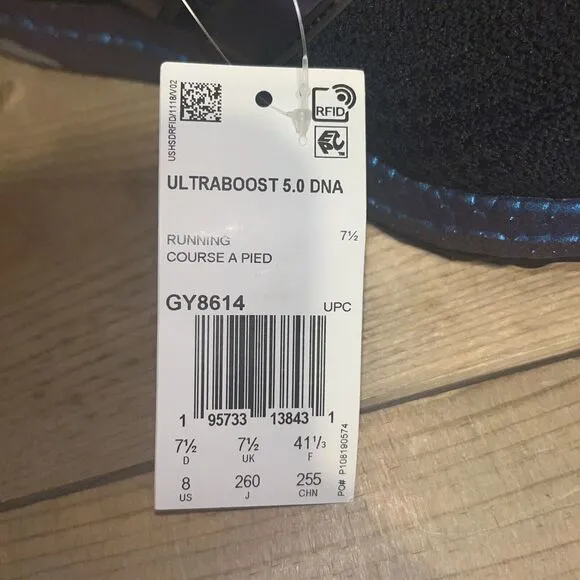 USHSDRFID/1118/V02
RFID
EPC
ULTRABOOST 5.0 DNA
RUNNING 7½
COURSE A PIED
GY8614 UPC
1 95733 13843 1
7½ 7½ 41⅓
D UK F
8 260 255
US J CHN
PO# P108190574